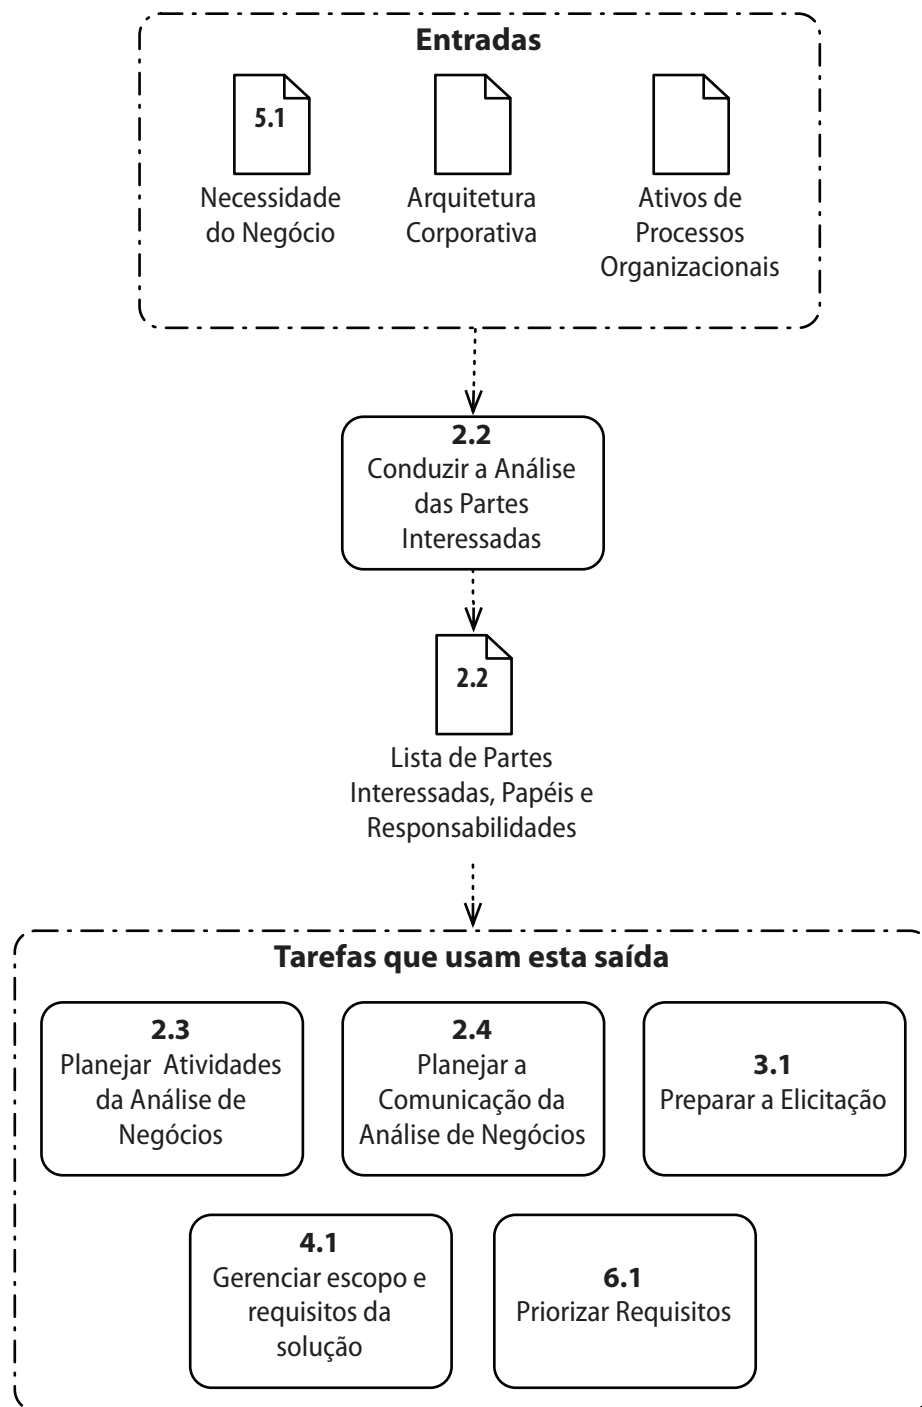 Entradas
5.1
Necessidade
do Negócio
Arquitetura
Corporativa
Ativos de
Processos
Organizacionais
2.2
Conduzir a Análise
das Partes
Interessadas
2.2
Lista de Partes
Interessadas, Papéis e
Responsabilidades
Tarefas que usam esta saída
2.3
Planejar Atividades
da Análise de
Negócios
2.4
Planejar a
Comunicação da
Análise de Negócios
3.1
Preparar a Elicitação
4.1
Gerenciar escopo e
requisitos da
solução
6.1
Priorizar Requisitos